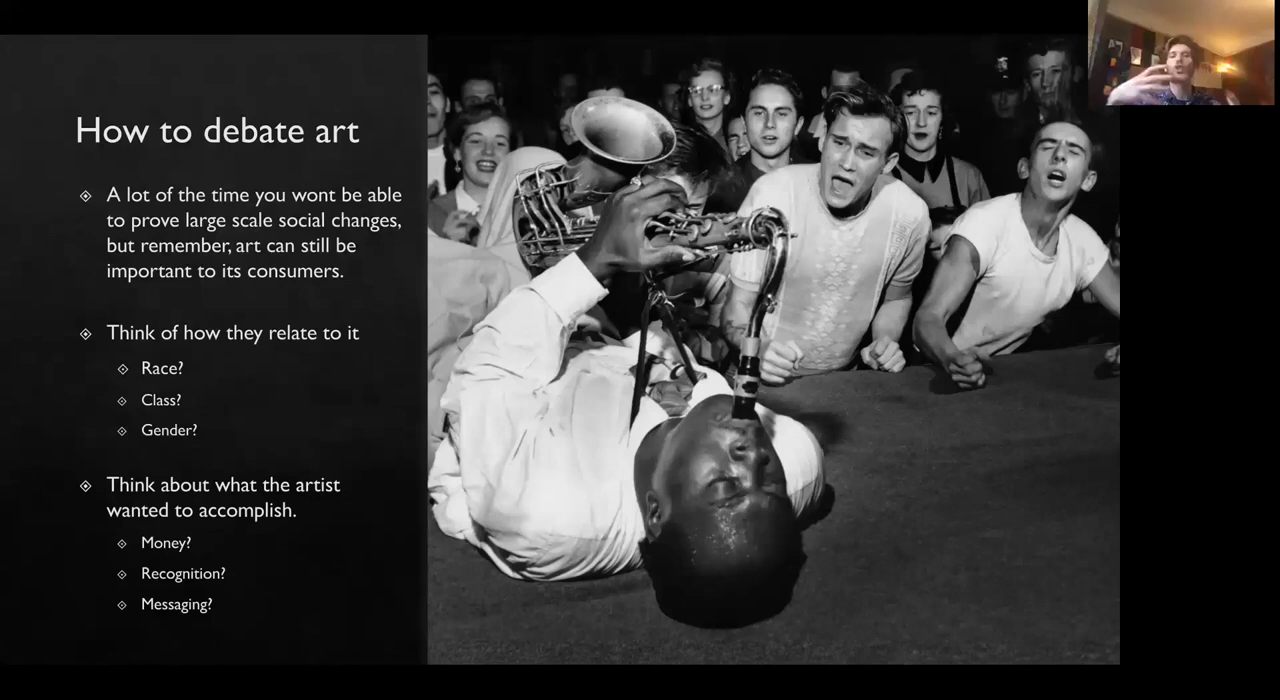 How to debate art
A lot of the time you wont be able
to prove large scale social changes,
but remember, art can still be
important to its consumers.
Think of how they relate to it
Race?
Class?
Gender?
Think about what the artist
wanted to accomplish.
Money?
Recognition?
Messaging?